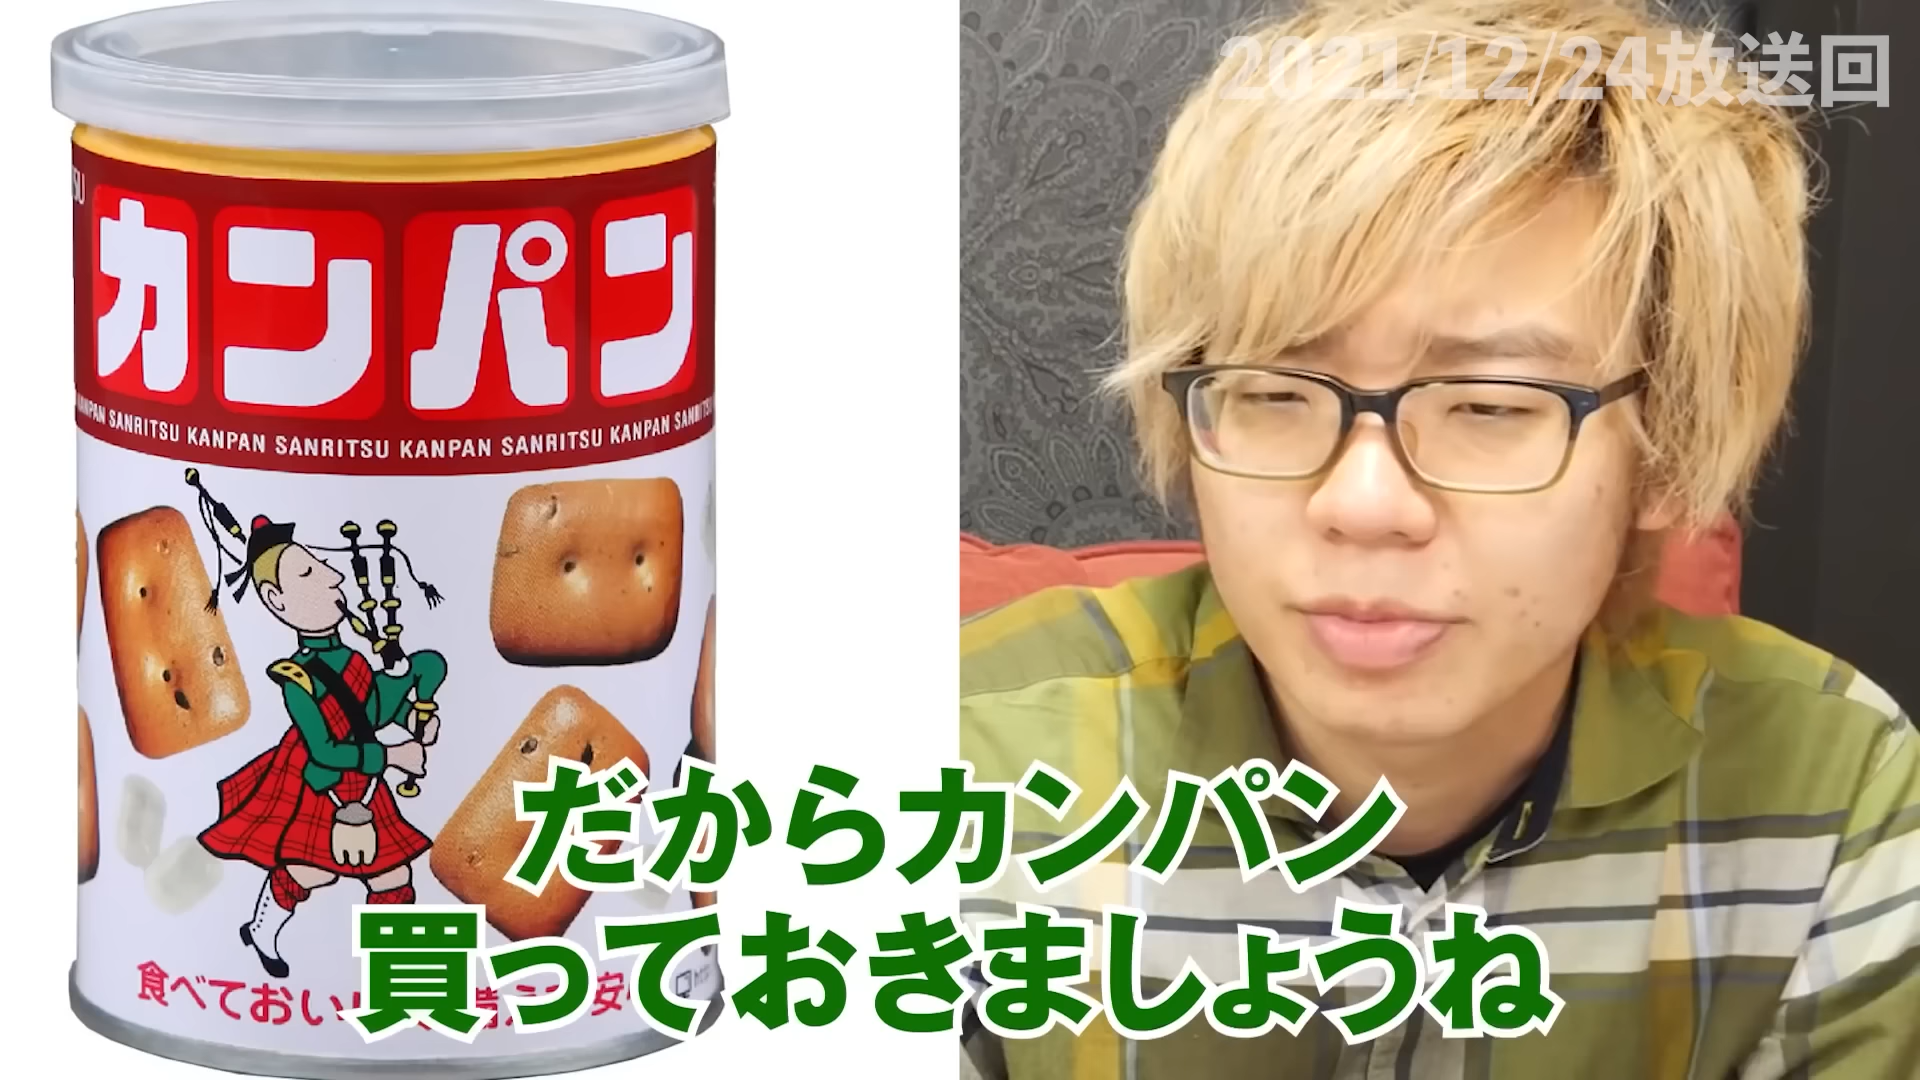 2021/12/24放送回
カンパン
KANPAN SANRITSU KANPAN SANRITSU KANPAN SANRITSU KANPAN SANRITSU
だからカンパン
買っておきましょうね
食べておいし